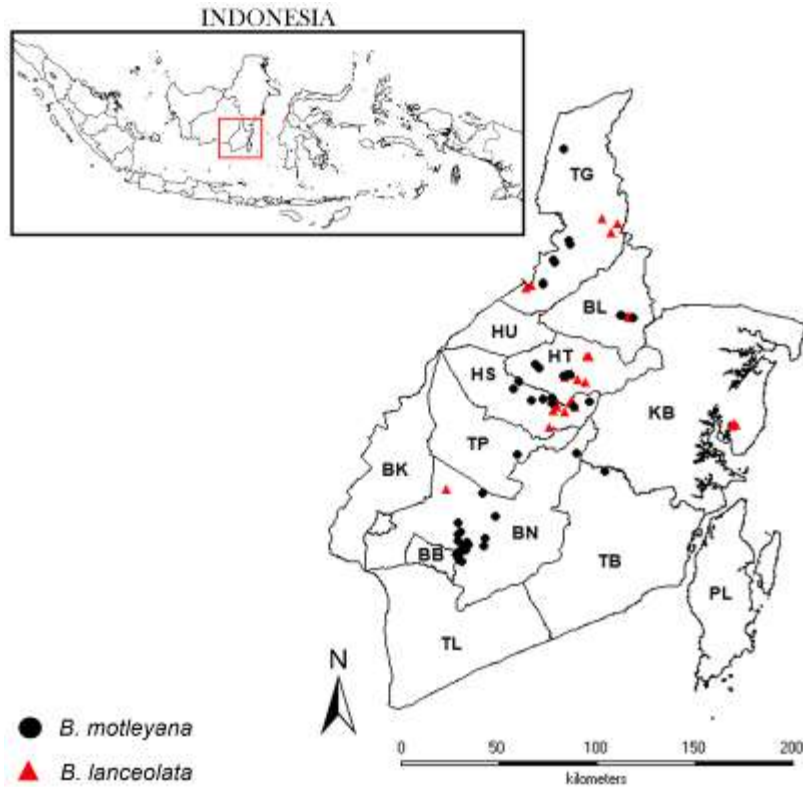 INDONESIA
TG
BL
HU
HT
HS
KB
TP
BK
BN
BB
TB
PL
TL
N
B. motleyana
B. lanceolata
0 50 100 150 200
kilometers